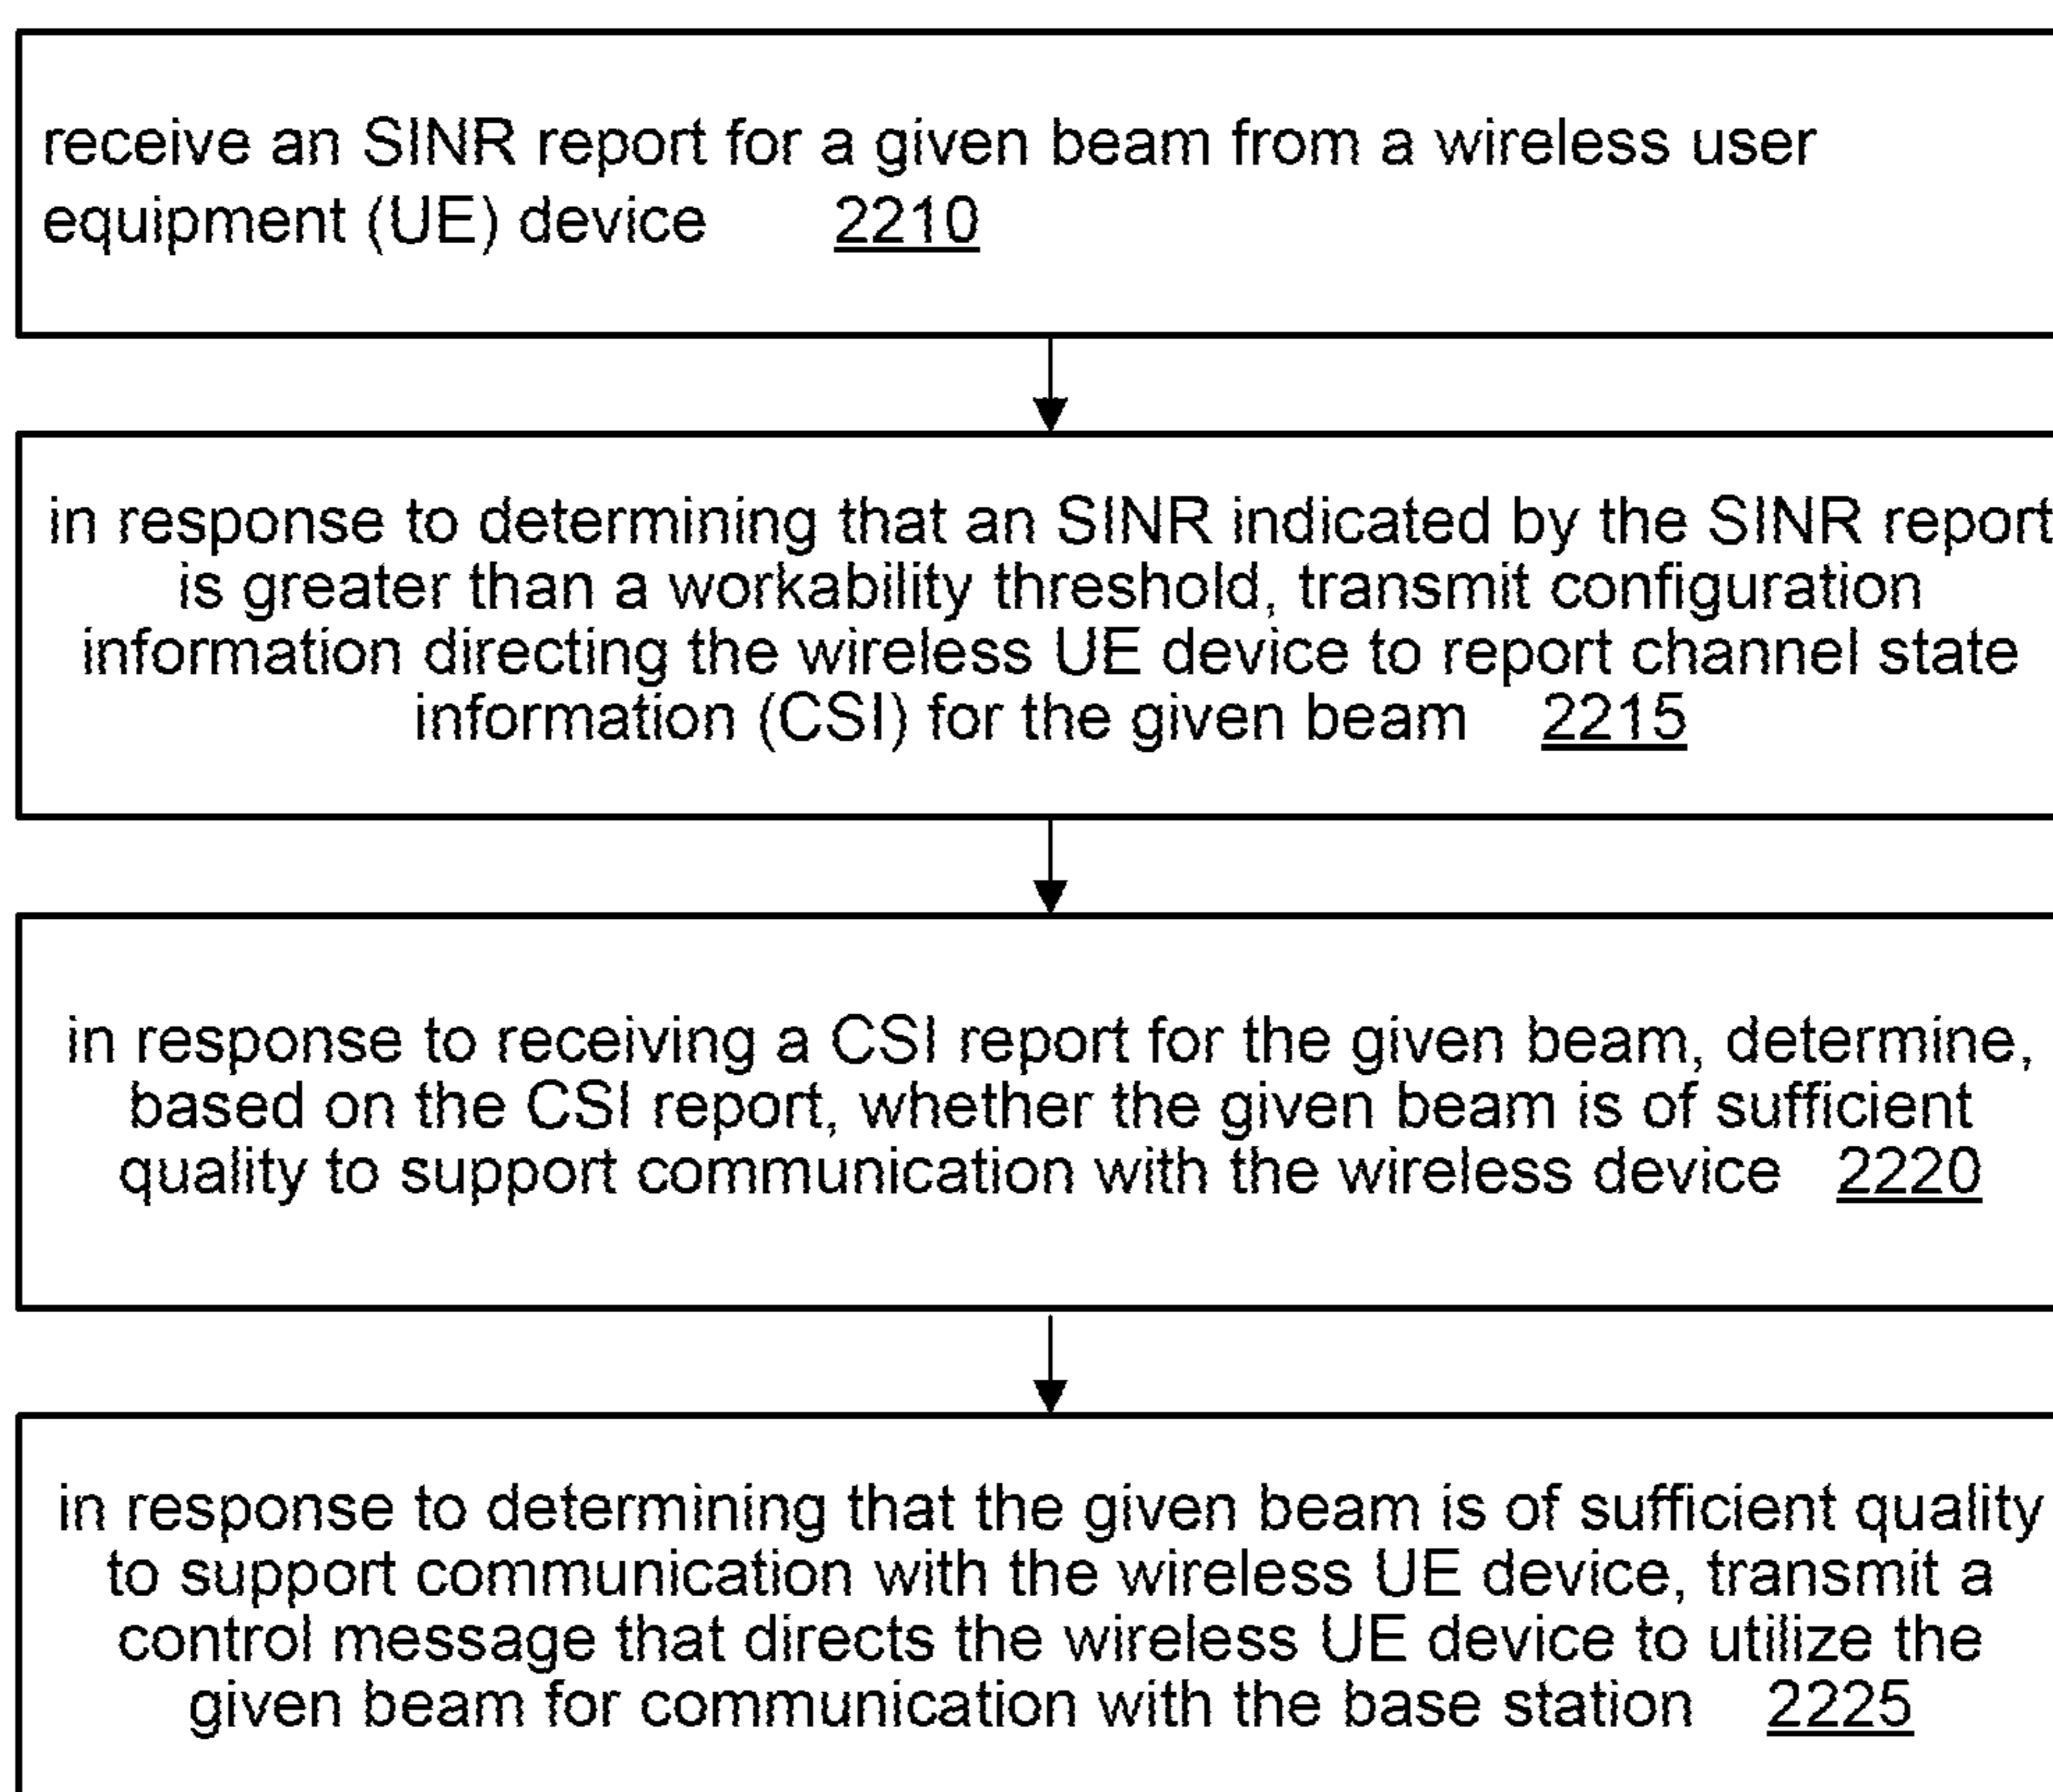 receive an SINR report for a given beam from a wireless user
equipment (UE) device 2210
in response to determining that an SINR indicated by the SINR report
is greater than a workability threshold, transmit configuration
information directing the wireless UE device to report channel state
information (CSI) for the given beam 2215
in response to receiving a CSI report for the given beam, determine,
based on the CSI report, whether the given beam is of sufficient
quality to support communication with the wireless device 2220
in response to determining that the given beam is of sufficient quality
to support communication with the wireless UE device, transmit a
control message that directs the wireless UE device to utilize the
given beam for communication with the base station 2225